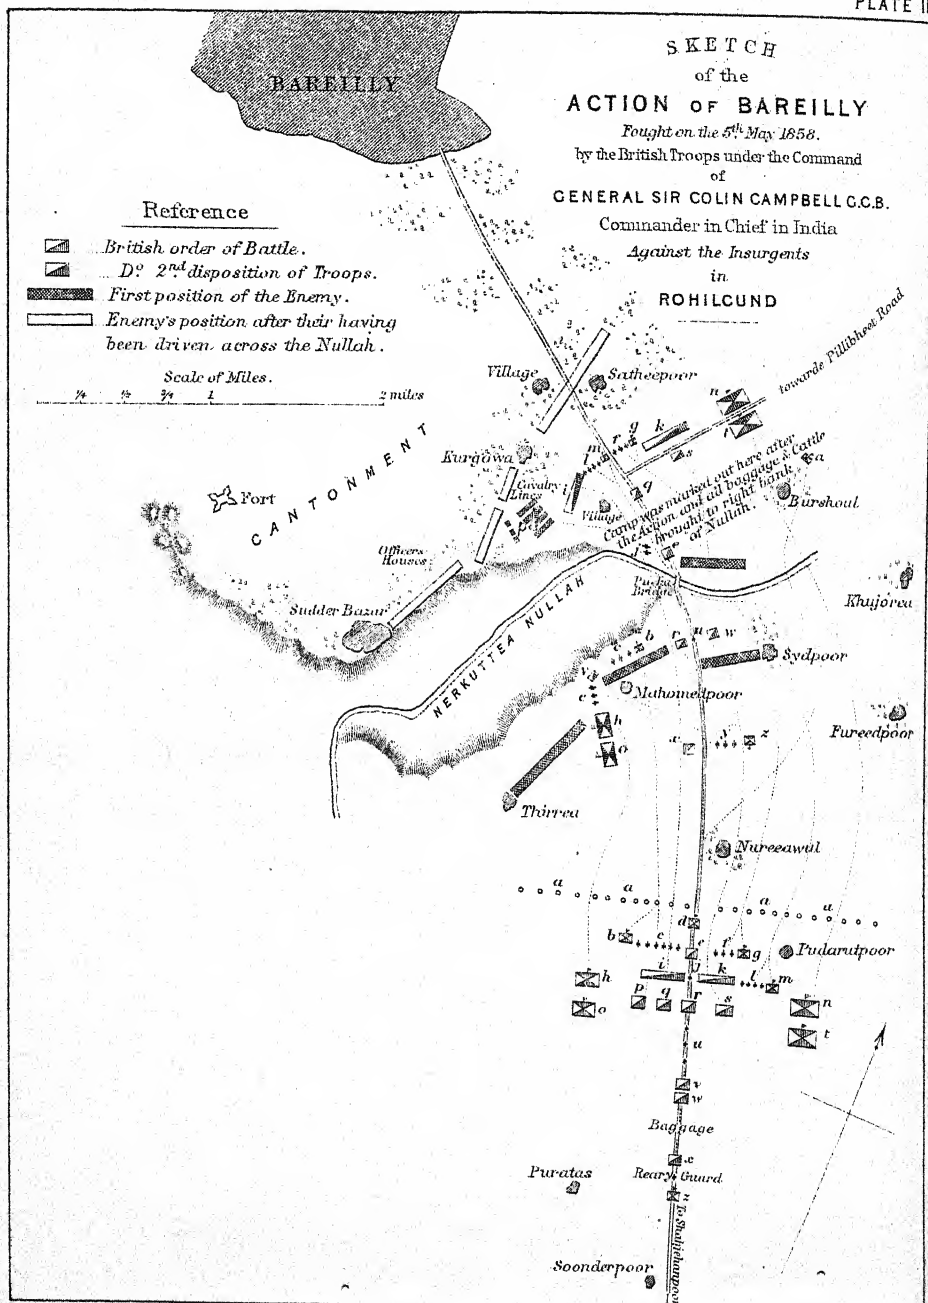 PLATE II
SKETCH
of the
ACTION OF BAREILLY
Fought on the 5th May 1858.
by the British Troops under the Command
of
GENERAL SIR COLIN CAMPBELL G.C.B.
Commander in Chief in India
Against the Insurgents
in
ROHILCUND
BAREILLY
Reference
British order of Battle.
Do. 2nd disposition of Troops.
First position of the Enemy.
Enemy's position after their having
been driven across the Nullah.
Scale of Miles.
1/4 1/2 3/4 1 2 miles
towards Pillibheet Road
Village
Satheepoor
n
t
r g k
m
l
s
Kurgowa
i
q
a
Cavalry
Lines
p
Village
Camp was marked out here after
the Action and all baggage & Cattle
brought to right bank
of Nullah.
Burshoul
Fort
CANTONMENT
Officers
Houses
Sudder Bazar
Pucka
Bridge
Khujorea
NERKUTTEA NULLAH
c b r u w
Sydpoor
v
e
Mahomedpoor
h
o
x y z
Fureedpoor
Thirrea
Nureeawul
a a a a
d
b c e f g
Pudarutpoor
h i J k l m
o p q r s n
t
u
v
w
Baggage
x
Reary Guard
z
Puratas
To Shahjehanpoor
Soonderpoor